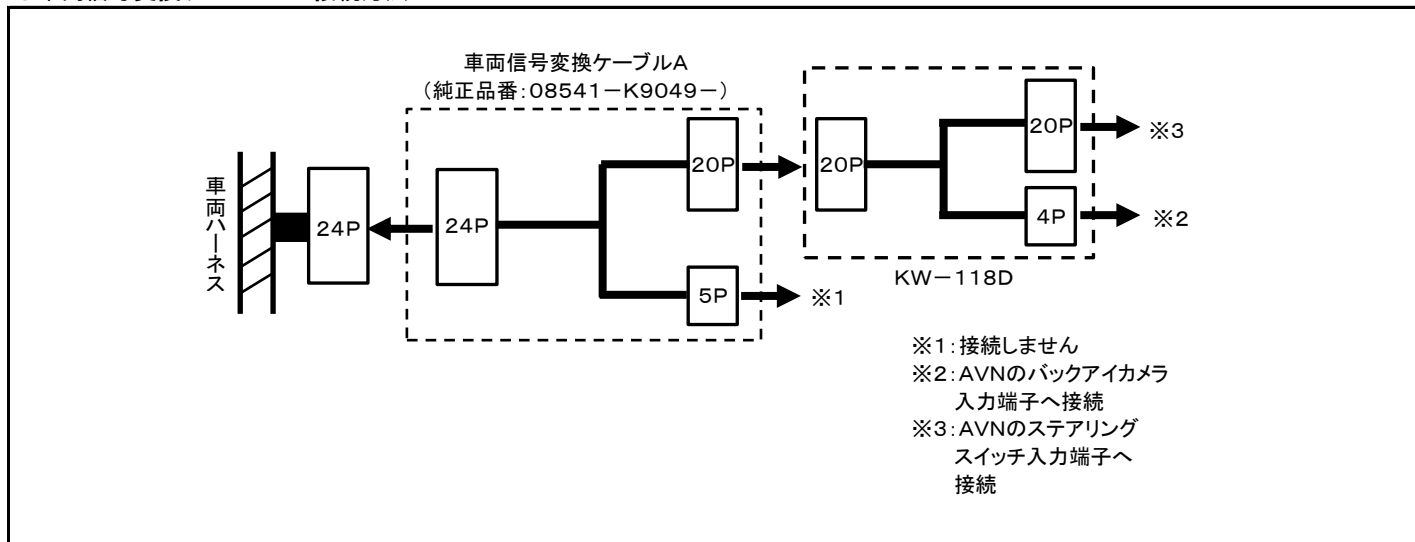 車両信号変換ケーブルA
（純正品番：08541－K9049－）
車両ハーネス
24P
24P
20P
5P
※1
20P
20P
※3
4P
※2
KW－118D
※1：接続しません
※2：AVNのバックアイカメラ
入力端子へ接続
※3：AVNのステアリング
スイッチ入力端子へ
接続